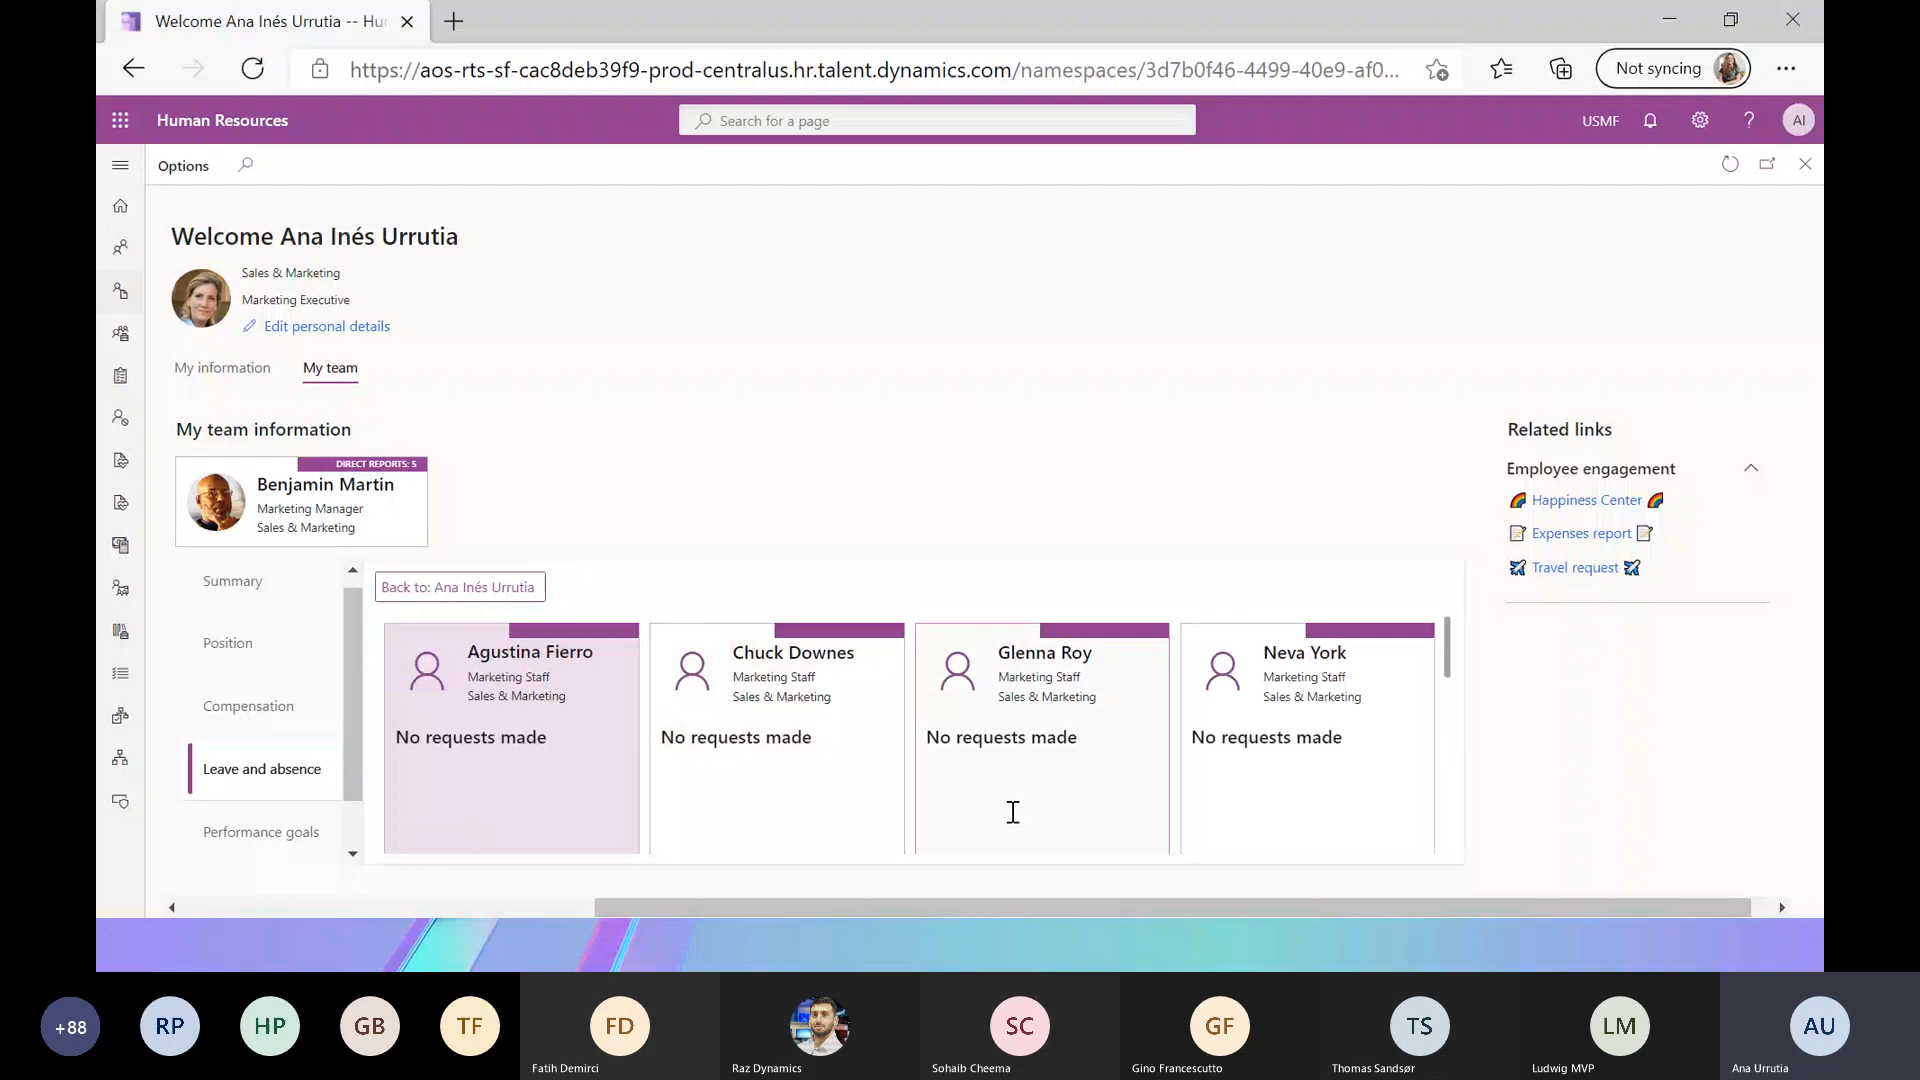 Welcome Ana Inés Urrutia -- Hu
https://aos-rts-sf-cac8deb39f9-prod-centralus.hr.talent.dynamics.com/namespaces/3d7b0f46-4499-40e9-af0...
Not syncing
Human Resources
Search for a page
USMF
?
AI
Options
Welcome Ana Inés Urrutia
Sales & Marketing
Marketing Executive
Edit personal details
My information
My team
My team information
DIRECT REPORTS: 5
Benjamin Martin
Marketing Manager
Sales & Marketing
Summary
Position
Compensation
Leave and absence
Performance goals
Back to: Ana Inés Urrutia
Agustina Fierro
Marketing Staff
Sales & Marketing
No requests made
Chuck Downes
Marketing Staff
Sales & Marketing
No requests made
Glenna Roy
Marketing Staff
Sales & Marketing
No requests made
Neva York
Marketing Staff
Sales & Marketing
No requests made
Related links
Employee engagement
🌈 Happiness Center 🌈
📝 Expenses report 📝
✈️ Travel request ✈️
+88
RP
HP
GB
TF
FD
Fatih Demirci
Raz Dynamics
SC
Sohaib Cheema
GF
Gino Francescutto
TS
Thomas Sandsør
LM
Ludwig MVP
AU
Ana Urrutia